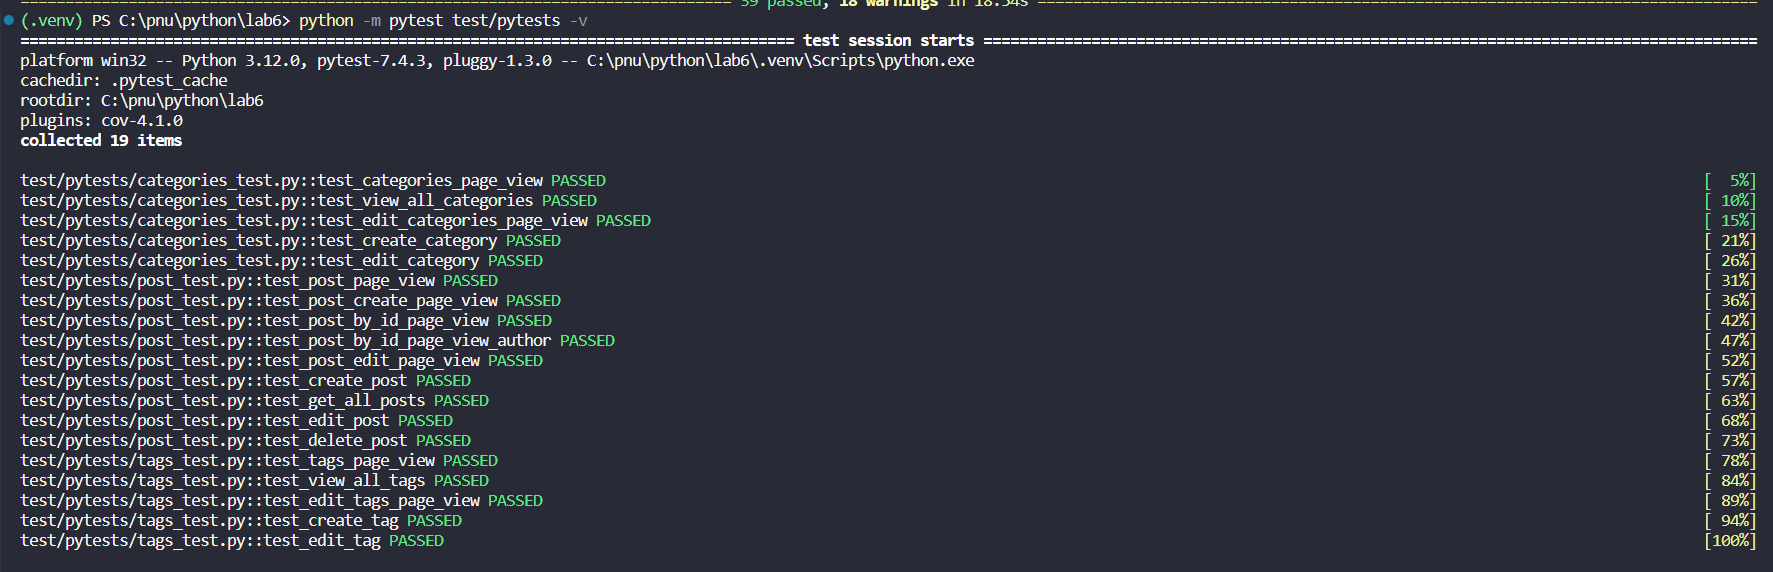 ============ 39 passed, 18 warnings in 18.54s ============
(.venv) PS C:\pnu\python\lab6> python -m pytest test/pytests -v
============ test session starts ============
platform win32 -- Python 3.12.0, pytest-7.4.3, pluggy-1.3.0 -- C:\pnu\python\lab6\.venv\Scripts\python.exe
cachedir: .pytest_cache
rootdir: C:\pnu\python\lab6
plugins: cov-4.1.0
collected 19 items
test/pytests/categories_test.py::test_categories_page_view PASSED [  5%]
test/pytests/categories_test.py::test_view_all_categories PASSED [ 10%]
test/pytests/categories_test.py::test_edit_categories_page_view PASSED [ 15%]
test/pytests/categories_test.py::test_create_category PASSED [ 21%]
test/pytests/categories_test.py::test_edit_category PASSED [ 26%]
test/pytests/post_test.py::test_post_page_view PASSED [ 31%]
test/pytests/post_test.py::test_post_create_page_view PASSED [ 36%]
test/pytests/post_test.py::test_post_by_id_page_view PASSED [ 42%]
test/pytests/post_test.py::test_post_by_id_page_view_author PASSED [ 47%]
test/pytests/post_test.py::test_post_edit_page_view PASSED [ 52%]
test/pytests/post_test.py::test_create_post PASSED [ 57%]
test/pytests/post_test.py::test_get_all_posts PASSED [ 63%]
test/pytests/post_test.py::test_edit_post PASSED [ 68%]
test/pytests/post_test.py::test_delete_post PASSED [ 73%]
test/pytests/tags_test.py::test_tags_page_view PASSED [ 78%]
test/pytests/tags_test.py::test_view_all_tags PASSED [ 84%]
test/pytests/tags_test.py::test_edit_tags_page_view PASSED [ 89%]
test/pytests/tags_test.py::test_create_tag PASSED [ 94%]
test/pytests/tags_test.py::test_edit_tag PASSED [100%]